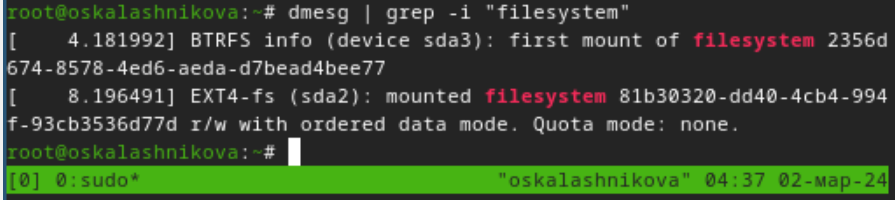 root@oskalashnikova:~# dmesg | grep -i "filesystem"
[    4.181992] BTRFS info (device sda3): first mount of filesystem 2356d
674-8578-4ed6-aeda-d7bead4bee77
[    8.196491] EXT4-fs (sda2): mounted filesystem 81b30320-dd40-4cb4-994
f-93cb3536d77d r/w with ordered data mode. Quota mode: none.
root@oskalashnikova:~#
[0] 0:sudo* "oskalashnikova" 04:37 02-мар-24